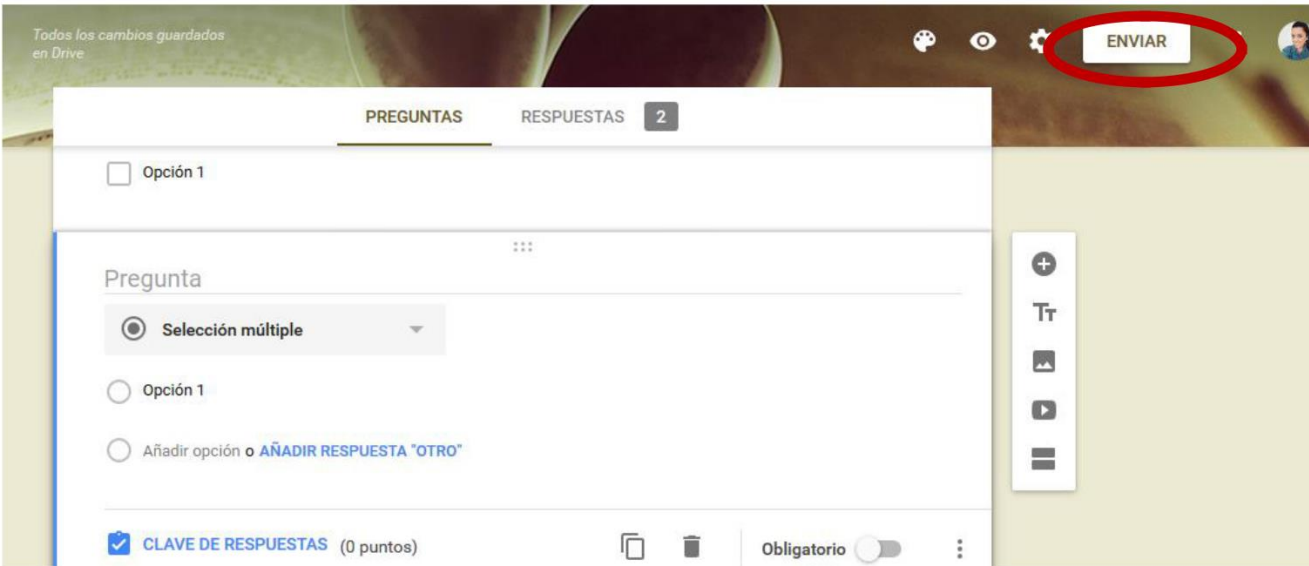 Todos los cambios guardados
en Drive
ENVIAR
PREGUNTAS RESPUESTAS 2
Opción 1
Pregunta
Selección múltiple
Opción 1
Añadir opción o AÑADIR RESPUESTA "OTRO"
CLAVE DE RESPUESTAS (0 puntos) Obligatorio